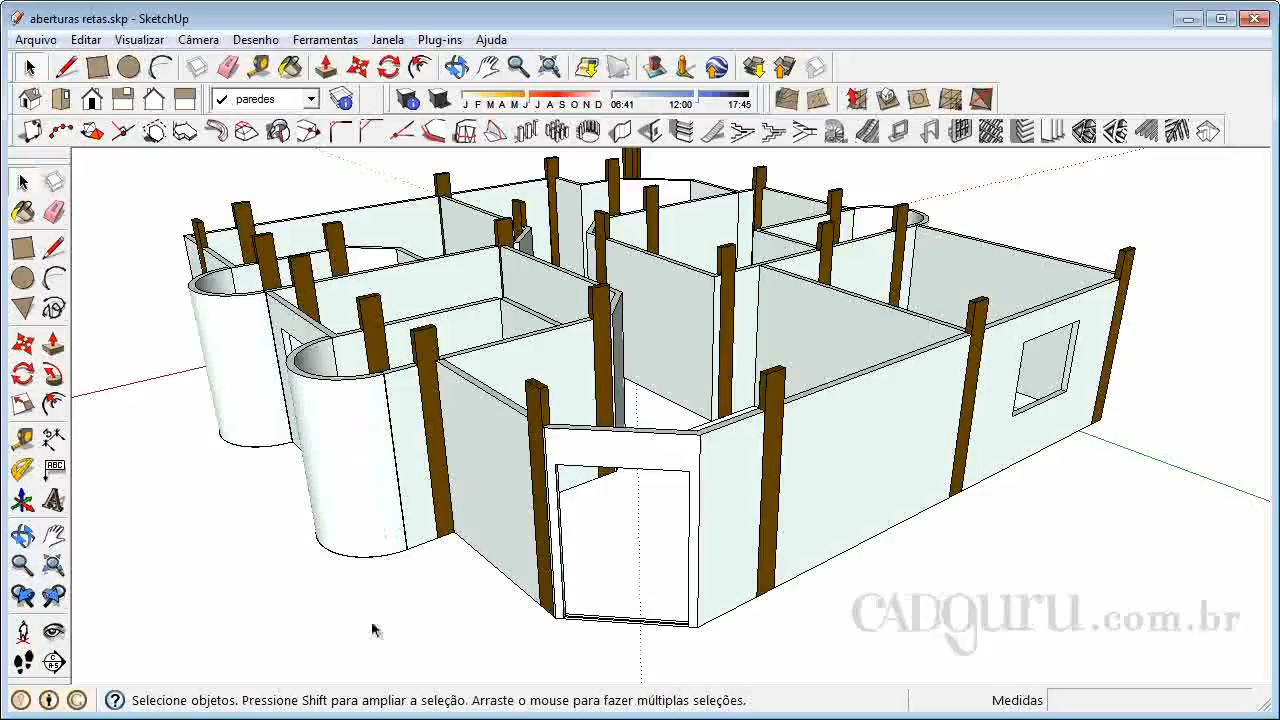 aberturas retas.skp - SketchUp
Arquivo Editar Visualizar Câmera Desenho Ferramentas Janela Plug-ins Ajuda
paredes
J F M A M J J A S O N D 06:41 12:00 17:45
ABC
CADGURU.com.br
Selecione objetos. Pressione Shift para ampliar a seleção. Arraste o mouse para fazer múltiplas seleções. Medidas